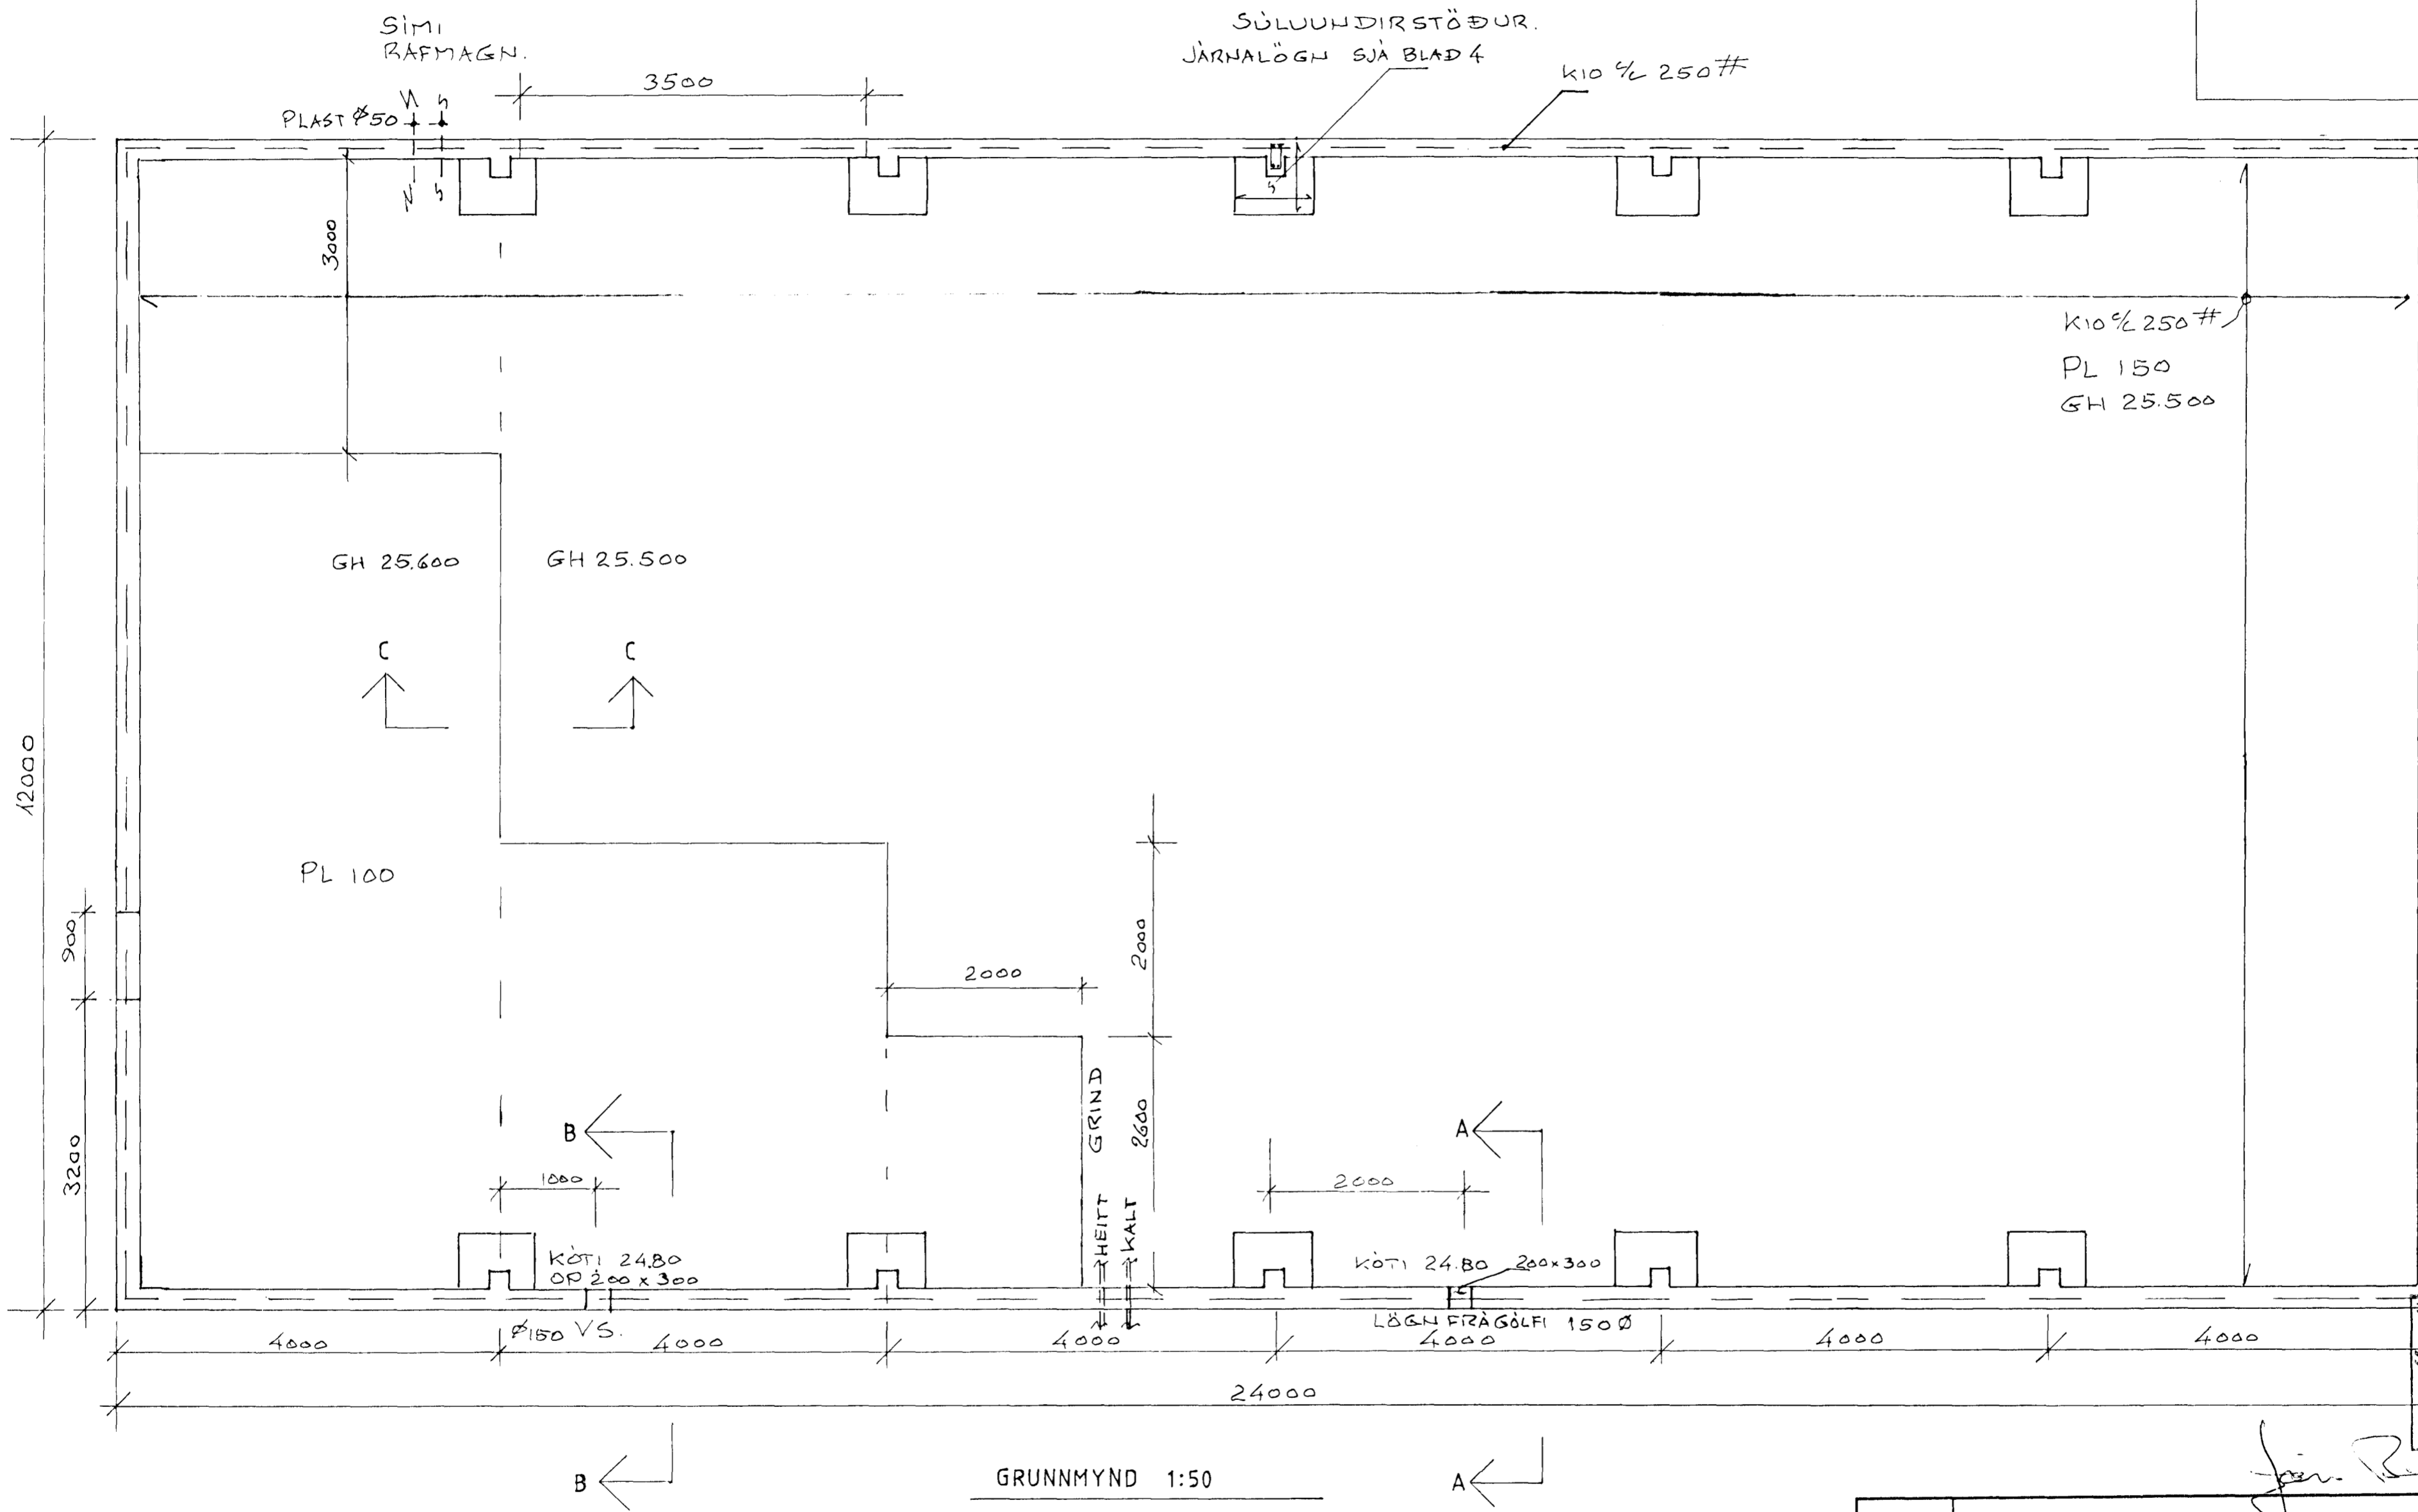 SÍMI
RAFMAGN.
SÚLUUNDIRSTÖÐUR.
JÁRNALÖGN SJÁ BLAÐ 4
K10 c/c 250 #
3500
PLAST Ø50
3000
K10 c/c 250 #
PL 150
GH 25.500
GH 25.600
GH 25.500
C
C
12000
PL 100
900
2000
2000
3200
GRIND
2600
B
A
1000
2000
HEITT
KALT
KÓTI 24.80
OP 200 x 300
KÓTI 24.80
200x300
Ø150 VS.
LÖGN FRÁ GÓLFI 150Ø
4000
4000
4000
4000
4000
4000
24000
B
GRUNNMYND 1:50
A